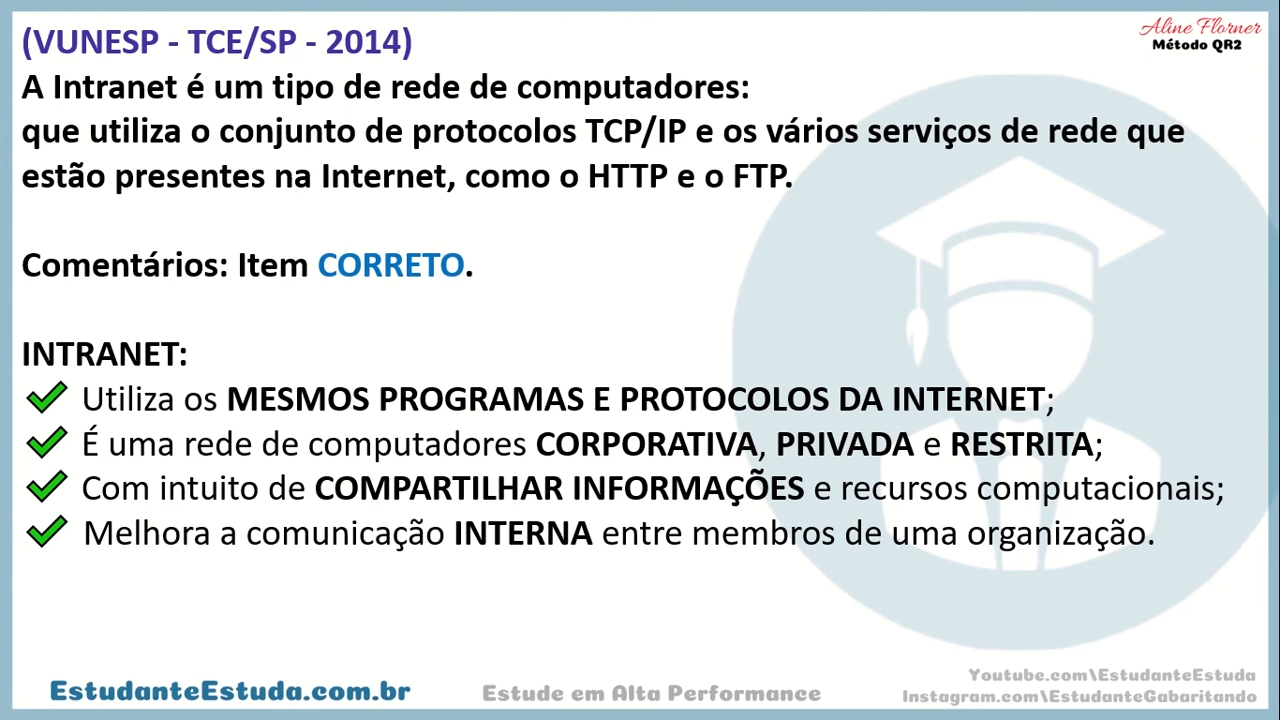 (VUNESP - TCE/SP - 2014)
Aline Florner
Método QR2
A Intranet é um tipo de rede de computadores:
que utiliza o conjunto de protocolos TCP/IP e os vários serviços de rede que
estão presentes na Internet, como o HTTP e o FTP.
Comentários: Item CORRETO.
INTRANET:
Utiliza os MESMOS PROGRAMAS E PROTOCOLOS DA INTERNET;
É uma rede de computadores CORPORATIVA, PRIVADA e RESTRITA;
Com intuito de COMPARTILHAR INFORMAÇÕES e recursos computacionais;
Melhora a comunicação INTERNA entre membros de uma organização.
EstudanteEstuda.com.br
Estude em Alta Performance
Youtube.com\EstudanteEstuda
Instagram.com\EstudanteGabaritando